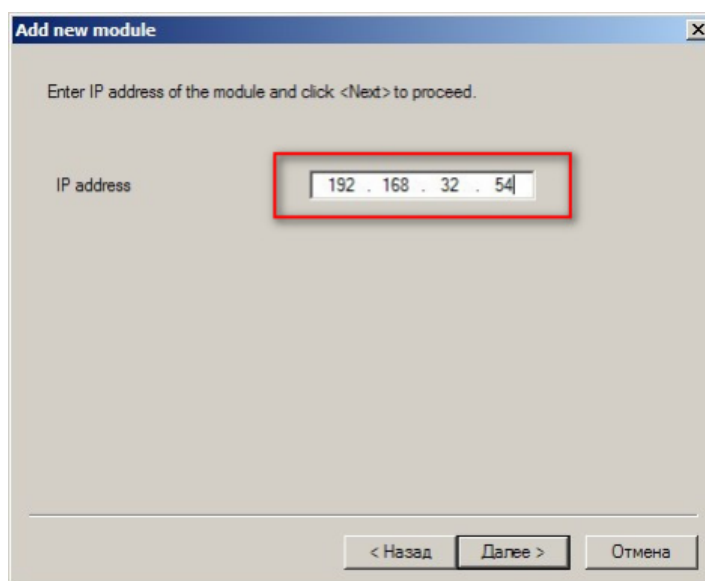 Add new module
Enter IP address of the module and click <Next> to proceed.
IP address 192 . 168 . 32 . 54
< Назад Далее > Отмена